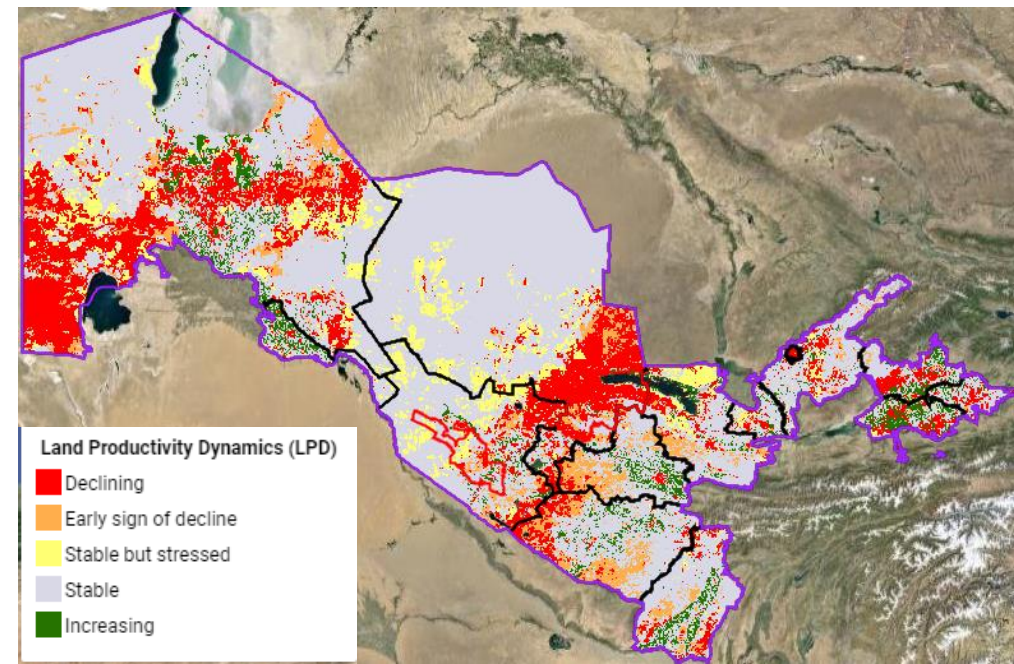 Land Productivity Dynamics (LPD)
Declining
Early sign of decline
Stable but stressed
Stable
Increasing